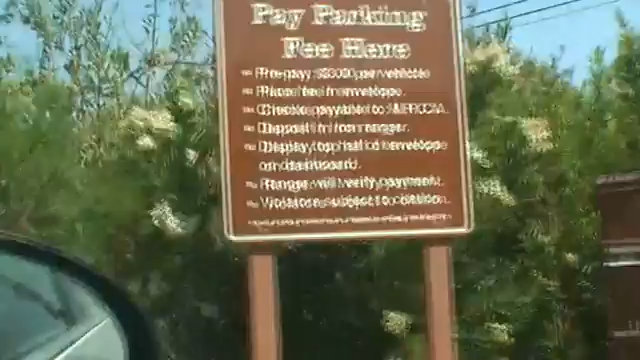 Pay Parking
Fee Here
Pre-pay per vehicle
Place fee in envelope.
Checks payable to
Deposit in iron ranger.
Display top half of envelope
on dashboard.
Ranger will verify payment.
Violators subject to citation.